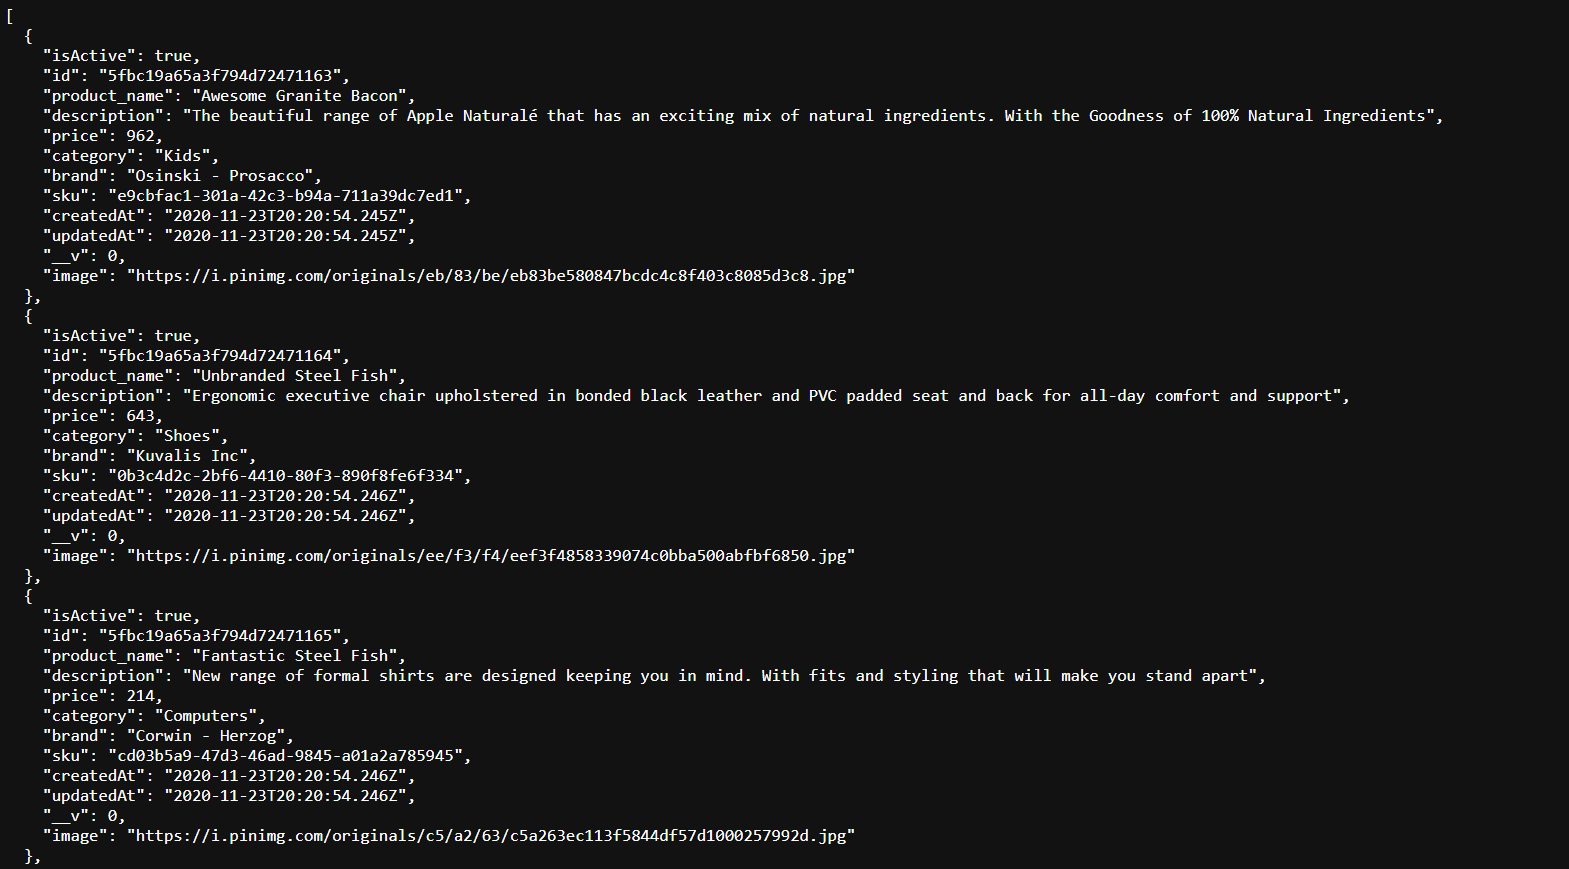 [
  {
    "isActive": true,
    "id": "5fbc19a65a3f794d72471163",
    "product_name": "Awesome Granite Bacon",
    "description": "The beautiful range of Apple Naturalé that has an exciting mix of natural ingredients. With the Goodness of 100% Natural Ingredients",
    "price": 962,
    "category": "Kids",
    "brand": "Osinski - Prosacco",
    "sku": "e9cbfac1-301a-42c3-b94a-711a39dc7ed1",
    "createdAt": "2020-11-23T20:20:54.245Z",
    "updatedAt": "2020-11-23T20:20:54.245Z",
    "__v": 0,
    "image": "https://i.pinimg.com/originals/eb/83/be/eb83be580847bcdc4c8f403c8085d3c8.jpg"
  },
  {
    "isActive": true,
    "id": "5fbc19a65a3f794d72471164",
    "product_name": "Unbranded Steel Fish",
    "description": "Ergonomic executive chair upholstered in bonded black leather and PVC padded seat and back for all-day comfort and support",
    "price": 643,
    "category": "Shoes",
    "brand": "Kuvalis Inc",
    "sku": "0b3c4d2c-2bf6-4410-80f3-890f8fe6f334",
    "createdAt": "2020-11-23T20:20:54.246Z",
    "updatedAt": "2020-11-23T20:20:54.246Z",
    "__v": 0,
    "image": "https://i.pinimg.com/originals/ee/f3/f4/eef3f4858339074c0bba500abfbf6850.jpg"
  },
  {
    "isActive": true,
    "id": "5fbc19a65a3f794d72471165",
    "product_name": "Fantastic Steel Fish",
    "description": "New range of formal shirts are designed keeping you in mind. With fits and styling that will make you stand apart",
    "price": 214,
    "category": "Computers",
    "brand": "Corwin - Herzog",
    "sku": "cd03b5a9-47d3-46ad-9845-a01a2a785945",
    "createdAt": "2020-11-23T20:20:54.246Z",
    "updatedAt": "2020-11-23T20:20:54.246Z",
    "__v": 0,
    "image": "https://i.pinimg.com/originals/c5/a2/63/c5a263ec113f5844df57d1000257992d.jpg"
  },